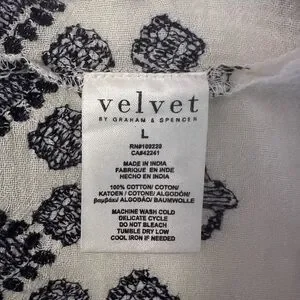 velvet
BY GRAHAM & SPENCER
L
RN#109220
CA#42241
MADE IN INDIA
FABRIQUE EN INDE
HECHO EN INDIA
100% COTTON/ COTON/
KATOEN / COTONE/ ALGODÓN/
βαμβάκι/ ALGODÃO/ BAUMWOLLE
MACHINE WASH COLD
DELICATE CYCLE
DO NOT BLEACH
TUMBLE DRY LOW
COOL IRON IF NEEDED